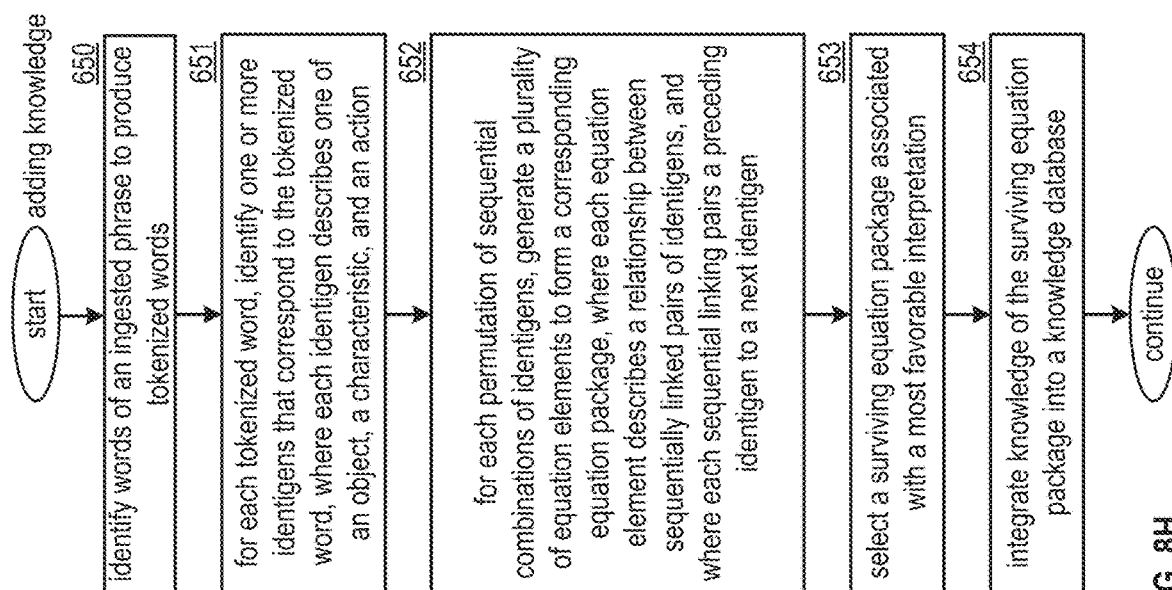 start adding knowledge
650
identify words of an ingested phrase to produce
tokenized words
651
for each tokenized word, identify one or more
identigens that correspond to the tokenized
word, where each identigen describes one of
an object, a characteristic, and an action
652
for each permutation of sequential
combinations of identigens, generate a plurality
of equation elements to form a corresponding
equation package, where each equation
element describes a relationship between
sequentially linked pairs of identigens, and
where each sequential linking pairs a preceding
identigen to a next identigen
653
select a surviving equation package associated
with a most favorable interpretation
654
integrate knowledge of the surviving equation
package into a knowledge database
continue
G. 8H